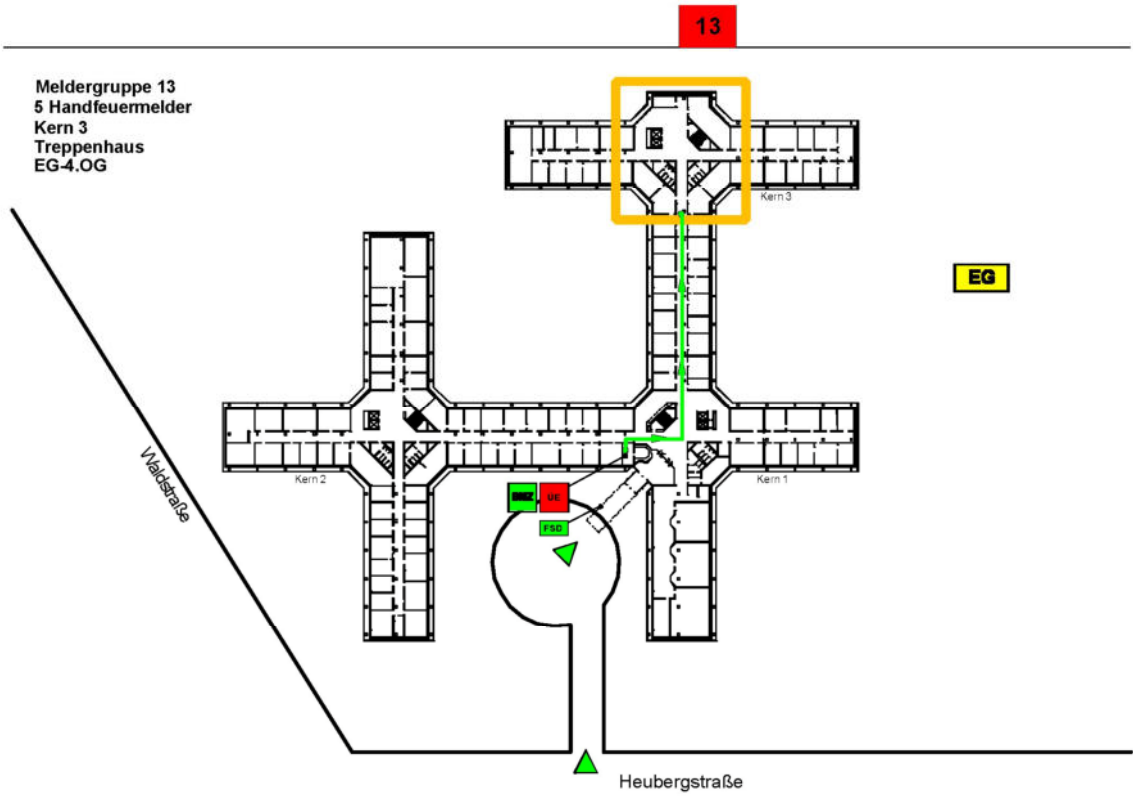 13
Meldergruppe 13
5 Handfeuermelder
Kern 3
Treppenhaus
EG-4.OG
Kern 3
EG
Waldstraße
Kern 2
Kern 1
BMZ ÜE
FSD
Heubergstraße